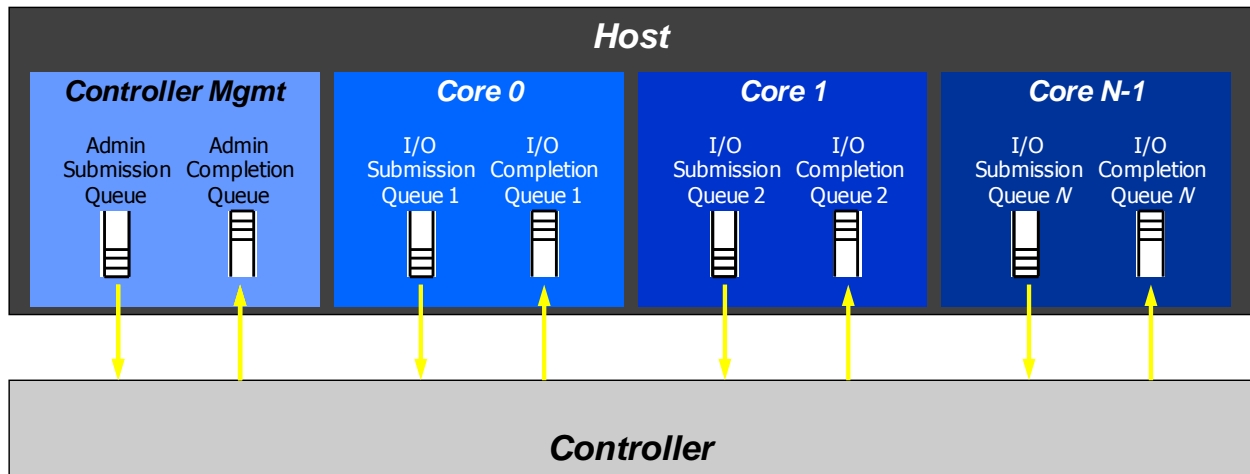 Host
Controller Mgmt
Admin
Submission
Queue
Admin
Completion
Queue
Core 0
I/O
Submission
Queue 1
I/O
Completion
Queue 1
Core 1
I/O
Submission
Queue 2
I/O
Completion
Queue 2
Core N-1
I/O
Submission
Queue N
I/O
Completion
Queue N
Controller